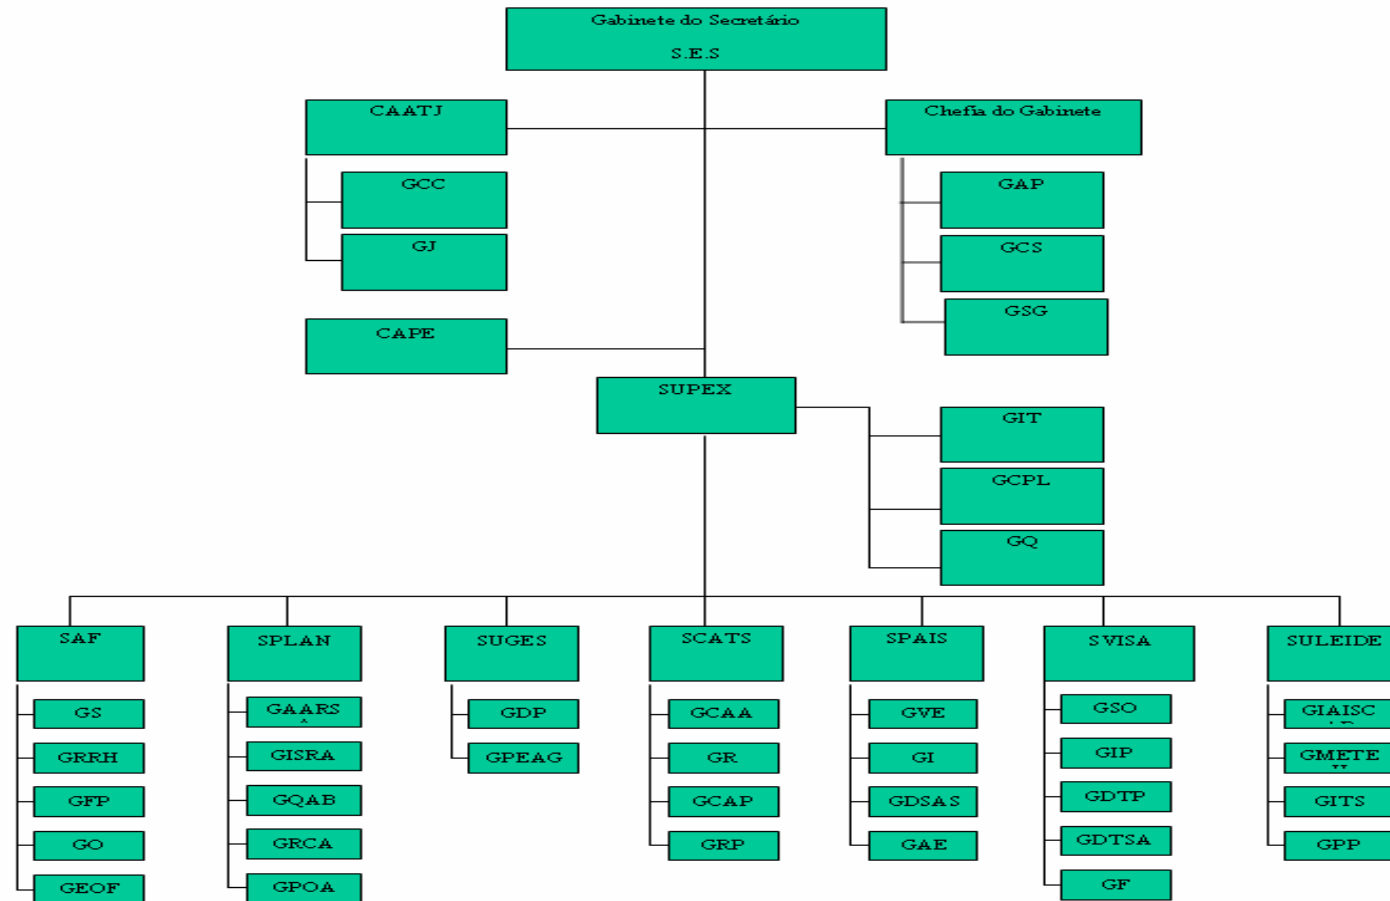 Gabinete do Secretário
S.E.S
CAATJ
Chefia do Gabinete
GCC
GJ
GAP
GCS
GSG
CAPE
SUPEX
GIT
GCPL
GQ
SAF
SPLAN
SUGES
SCATS
SPAIS
SVISA
SULEIDE
GS
GRRH
GFP
GO
GEOF
GAARS
GISRA
GQAB
GRCA
GPOA
GDP
GPEAG
GCAA
GR
GCAP
GRP
GVE
GI
GDSAS
GAE
GSO
GIP
GDTP
GDTSA
GF
GIAISC
GMETE
GITS
GPP